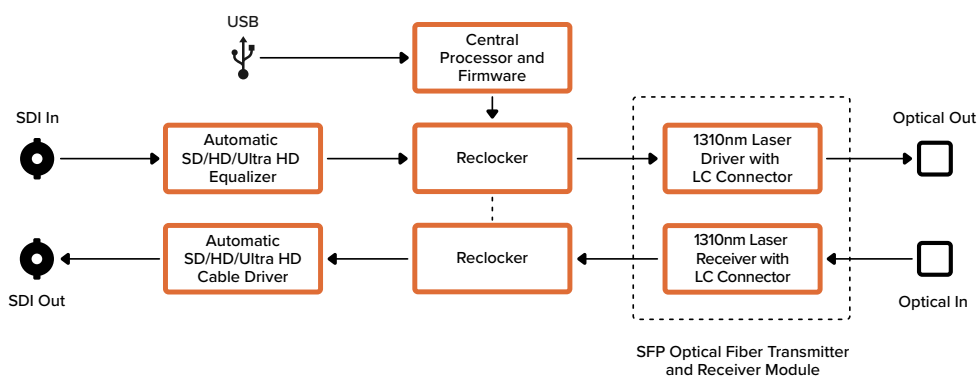 USB
Central
Processor and
Firmware
SDI In
Automatic
SD/HD/Ultra HD
Equalizer
Reclocker
1310nm Laser
Driver with
LC Connector
Optical Out
SDI Out
Automatic
SD/HD/Ultra HD
Cable Driver
Reclocker
1310nm Laser
Receiver with
LC Connector
Optical In
SFP Optical Fiber Transmitter
and Receiver Module